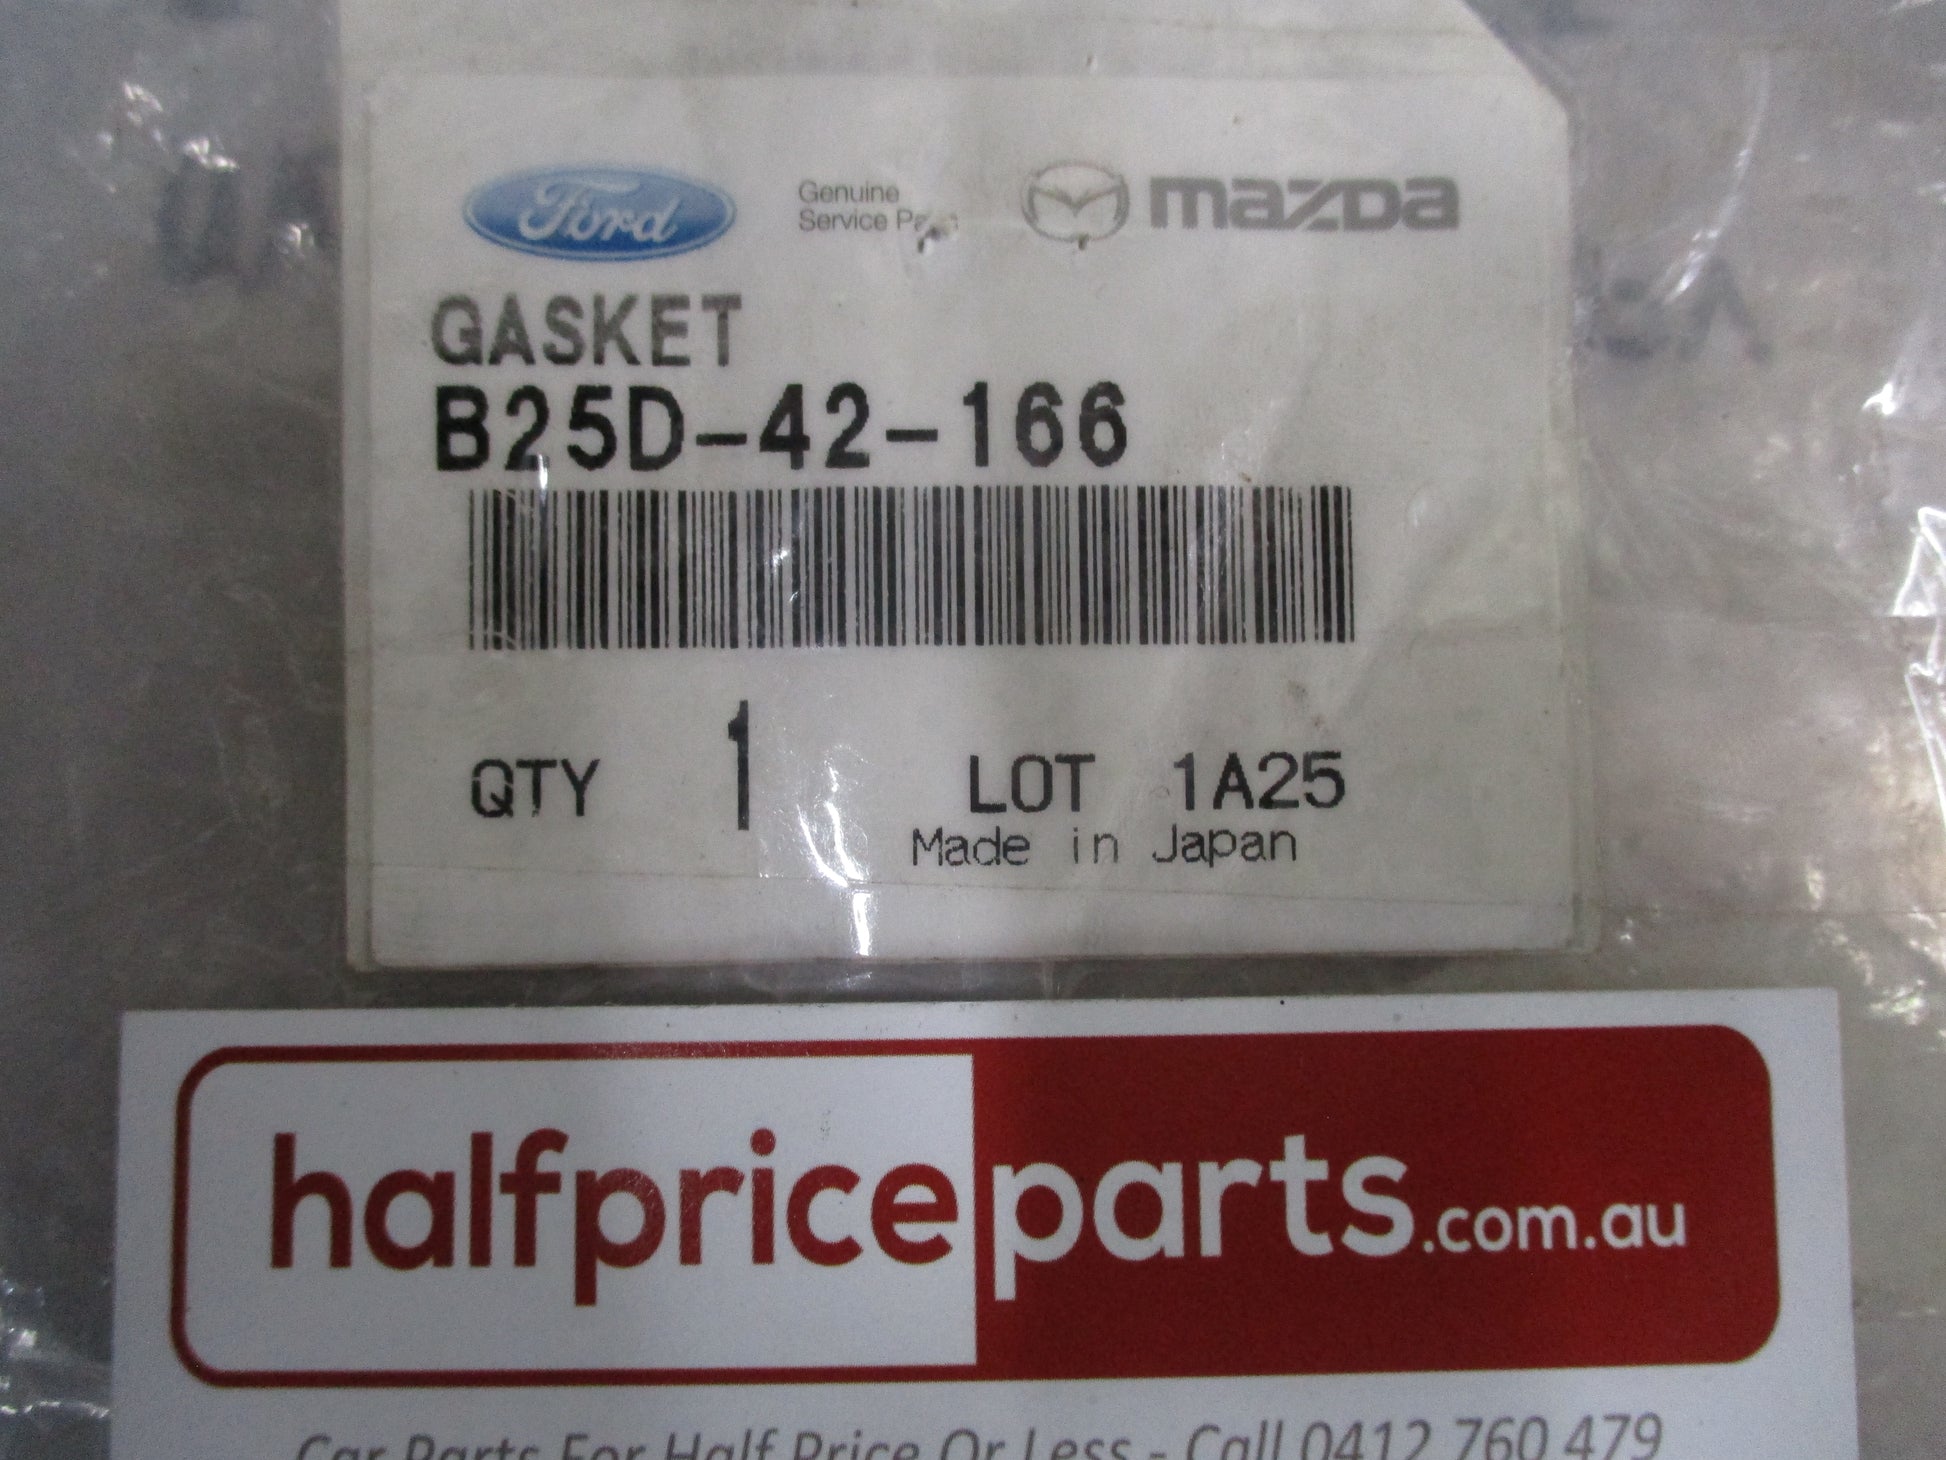 Ford Genuine mazda
Service Parts
GASKET
B25D-42-166
QTY 1 LOT 1A25
Made in Japan
halfpriceparts.com.au
Car Parts For Half Price Or Less - Call 0412 760 479